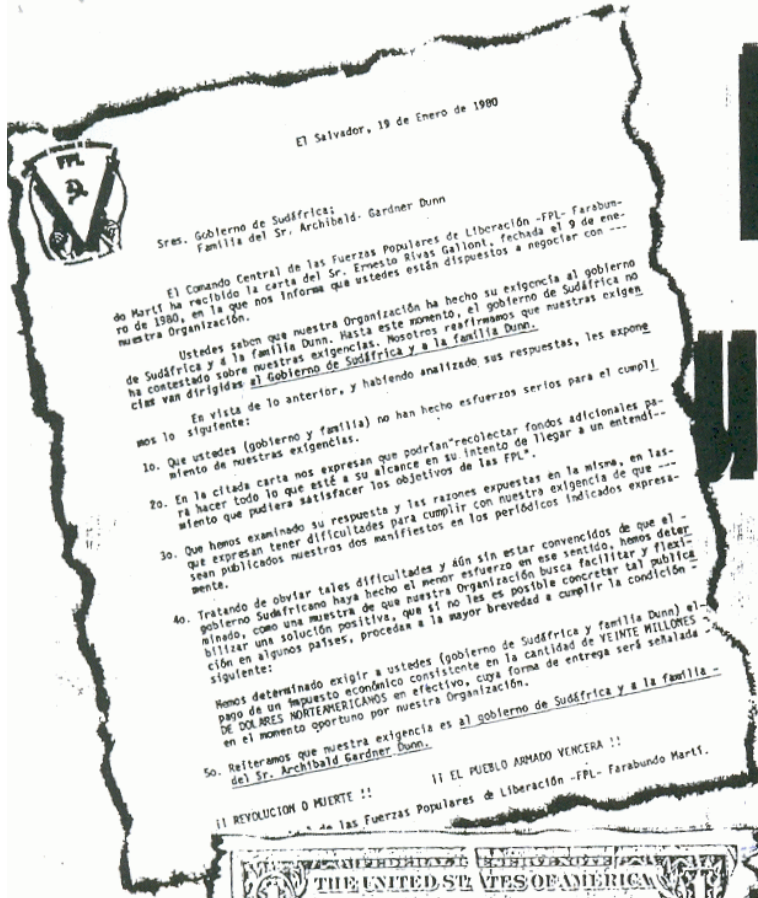 El Salvador, 19 de Enero de 1980
FPL
Sres. Gobierno de Sudáfrica;
Familia del Sr. Archibald Gardner Dunn
El Comando Central de las Fuerzas Populares de Liberación -FPL- Farabun-
do Martí ha recibido la carta del Sr. Ernesto Rivas Gallont, fechada el 9 de ene-
ro de 1980, en la que nos informa que ustedes están dispuestos a negociar con ---
nuestra Organización.
Ustedes saben que nuestra Organización ha hecho su exigencia al gobierno
de Sudáfrica y a la familia Dunn. Hasta este momento, el gobierno de Sudáfrica no
ha contestado sobre nuestras exigencias. Nosotros reafirmamos que nuestras exigen
cias van dirigidas al Gobierno de Sudáfrica y a la familia Dunn.
En vista de lo anterior, y habiendo analizado sus respuestas, les expone
mos lo siguiente:
1o. Que ustedes (gobierno y familia) no han hecho esfuerzos serios para el cumpli
miento de nuestras exigencias.
2o. En la citada carta nos expresan que podrían"recolectar fondos adicionales pa-
ra hacer todo lo que esté a su alcance en su intento de llegar a un entendi--
miento que pudiera satisfacer los objetivos de las FPL".
3o. Que hemos examinado su respuesta y las razones expuestas en la misma, en las-
que expresan tener dificultades para cumplir con nuestra exigencia de que ---
sean publicados nuestros dos manifiestos en los periódicos indicados expresa-
mente.
4o. Tratando de obviar tales dificultades y aún sin estar convencidos de que el -
gobierno Sudafricano haya hecho el menor esfuerzo en ese sentido, hemos deter
minado, como una muestra de que nuestra Organización busca facilitar y flexi-
bilizar una solución positiva, que si no les es posible concretar tal publica
ción en algunos países, procedan a la mayor brevedad a cumplir la condición -
siguiente:
Hemos determinado exigir a ustedes (gobierno de Sudáfrica y familia Dunn) el-
pago de un impuesto económico consistente en la cantidad de VEINTE MILLONES -
DE DOLARES NORTEAMERICANOS en efectivo, cuya forma de entrega será señalada -
en el momento oportuno por nuestra Organización.
5o. Reiteramos que nuestra exigencia es al gobierno de Sudáfrica y a la familia -
del Sr. Archibald Gardner Dunn.
¡¡ REVOLUCION O MUERTE !! ¡¡ EL PUEBLO ARMADO VENCERA !!
de las Fuerzas Populares de Liberación -FPL- Farabundo Martí.
THE UNITED STATES OF AMERICA